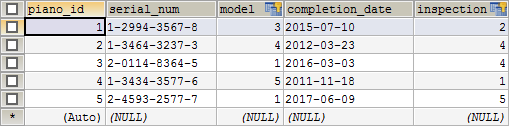 piano_id serial_num model completion_date inspection
1 1-2994-3567-8 3 2015-07-10 2
2 1-3464-3237-3 4 2012-03-23 4
3 2-0114-8364-5 1 2016-03-03 4
4 1-3434-3577-6 5 2011-11-18 1
5 2-4593-2577-7 1 2017-06-09 5
* (Auto) (NULL) (NULL) (NULL) (NULL)